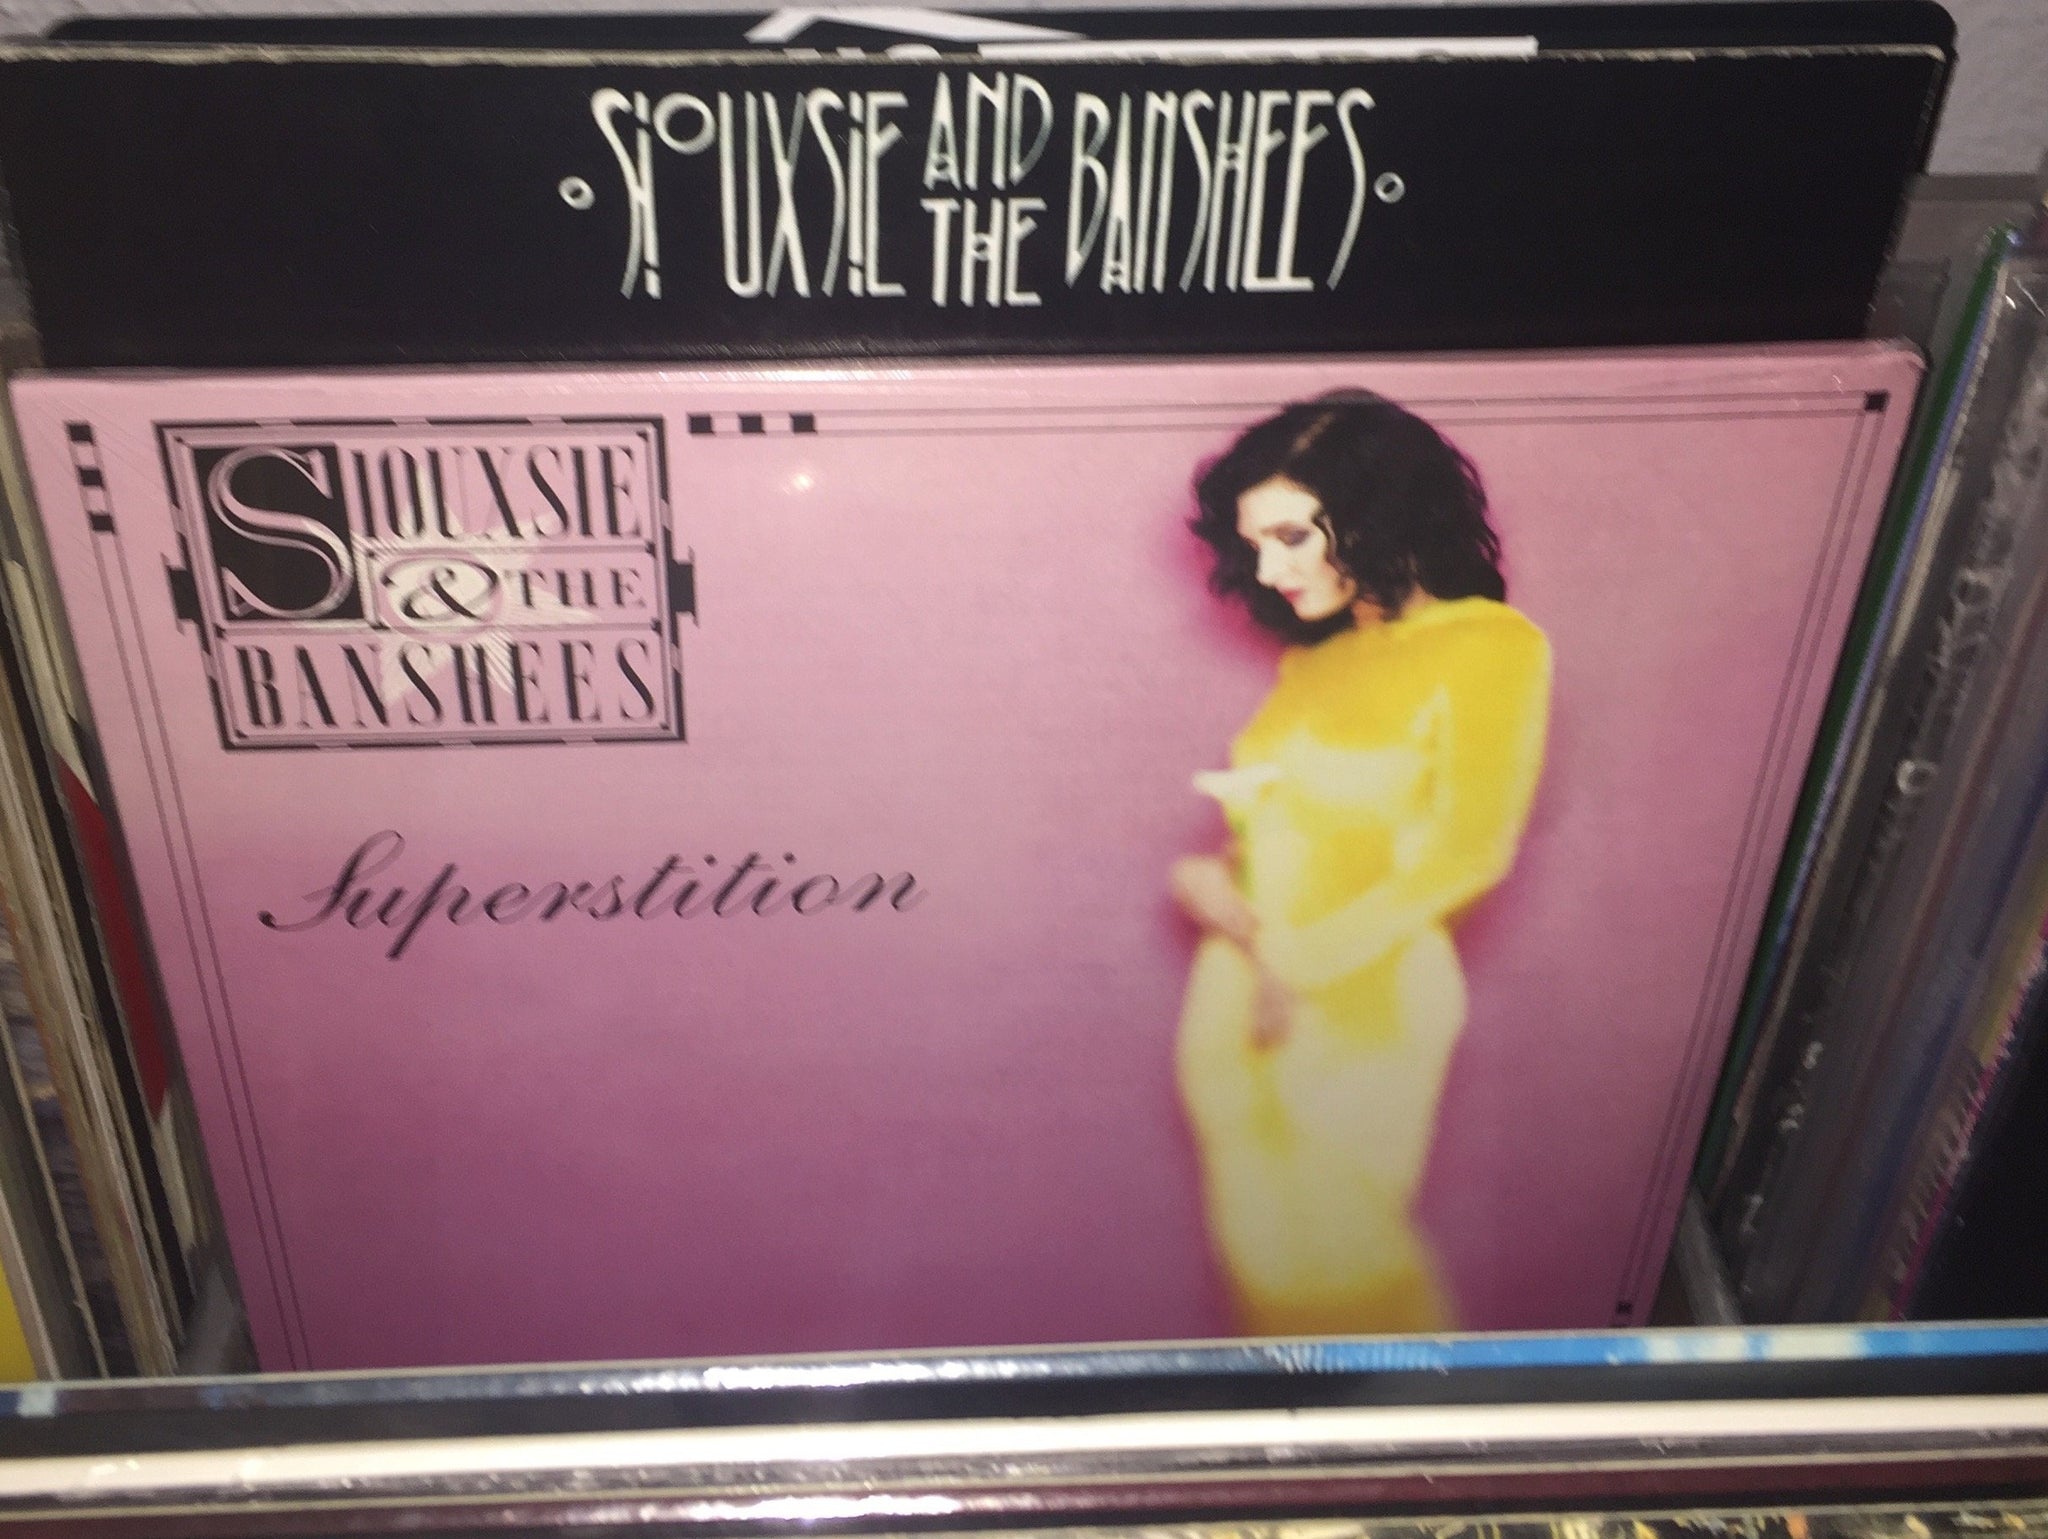 SIOUXSIE AND THE BANSHEES
SIOUXSIE
& THE
BANSHEES
Superstition